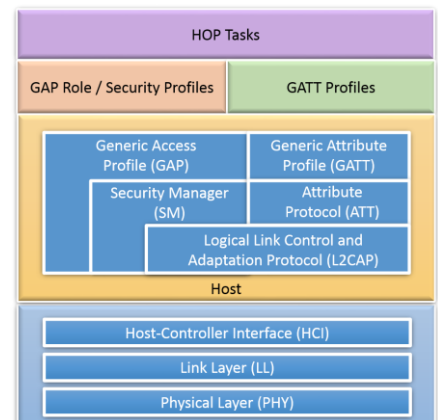 HOP Tasks
GAP Role / Security Profiles
GATT Profiles
Generic Access
Profile (GAP)
Generic Attribute
Profile (GATT)
Security Manager
(SM)
Attribute
Protocol (ATT)
Logical Link Control and
Adaptation Protocol (L2CAP)
Host
Host-Controller Interface (HCI)
Link Layer (LL)
Physical Layer (PHY)